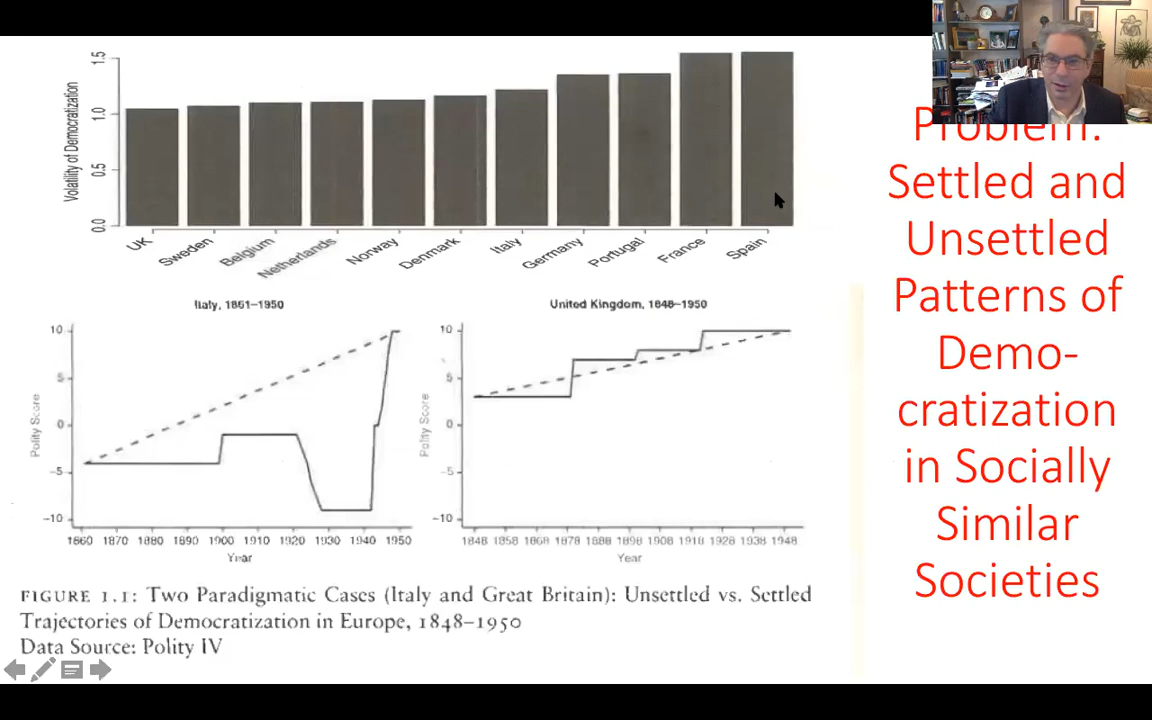 Volatility of Democratization
1.5
1.0
0.5
0.0
UK
Sweden
Belgium
Netherlands
Norway
Denmark
Italy
Germany
Portugal
France
Spain
Italy, 1861–1950
Polity Score
10
5
0
−5
−10
1860 1870 1880 1890 1900 1910 1920 1930 1940 1950
Year
United Kingdom, 1848–1950
Polity Score
10
5
0
−5
−10
1848 1858 1868 1878 1888 1898 1908 1918 1928 1938 1948
Year
FIGURE 1.1: Two Paradigmatic Cases (Italy and Great Britain): Unsettled vs. Settled
Trajectories of Democratization in Europe, 1848–1950
Data Source: Polity IV
Problem:
Settled and
Unsettled
Patterns of
Demo-
cratization
in Socially
Similar
Societies